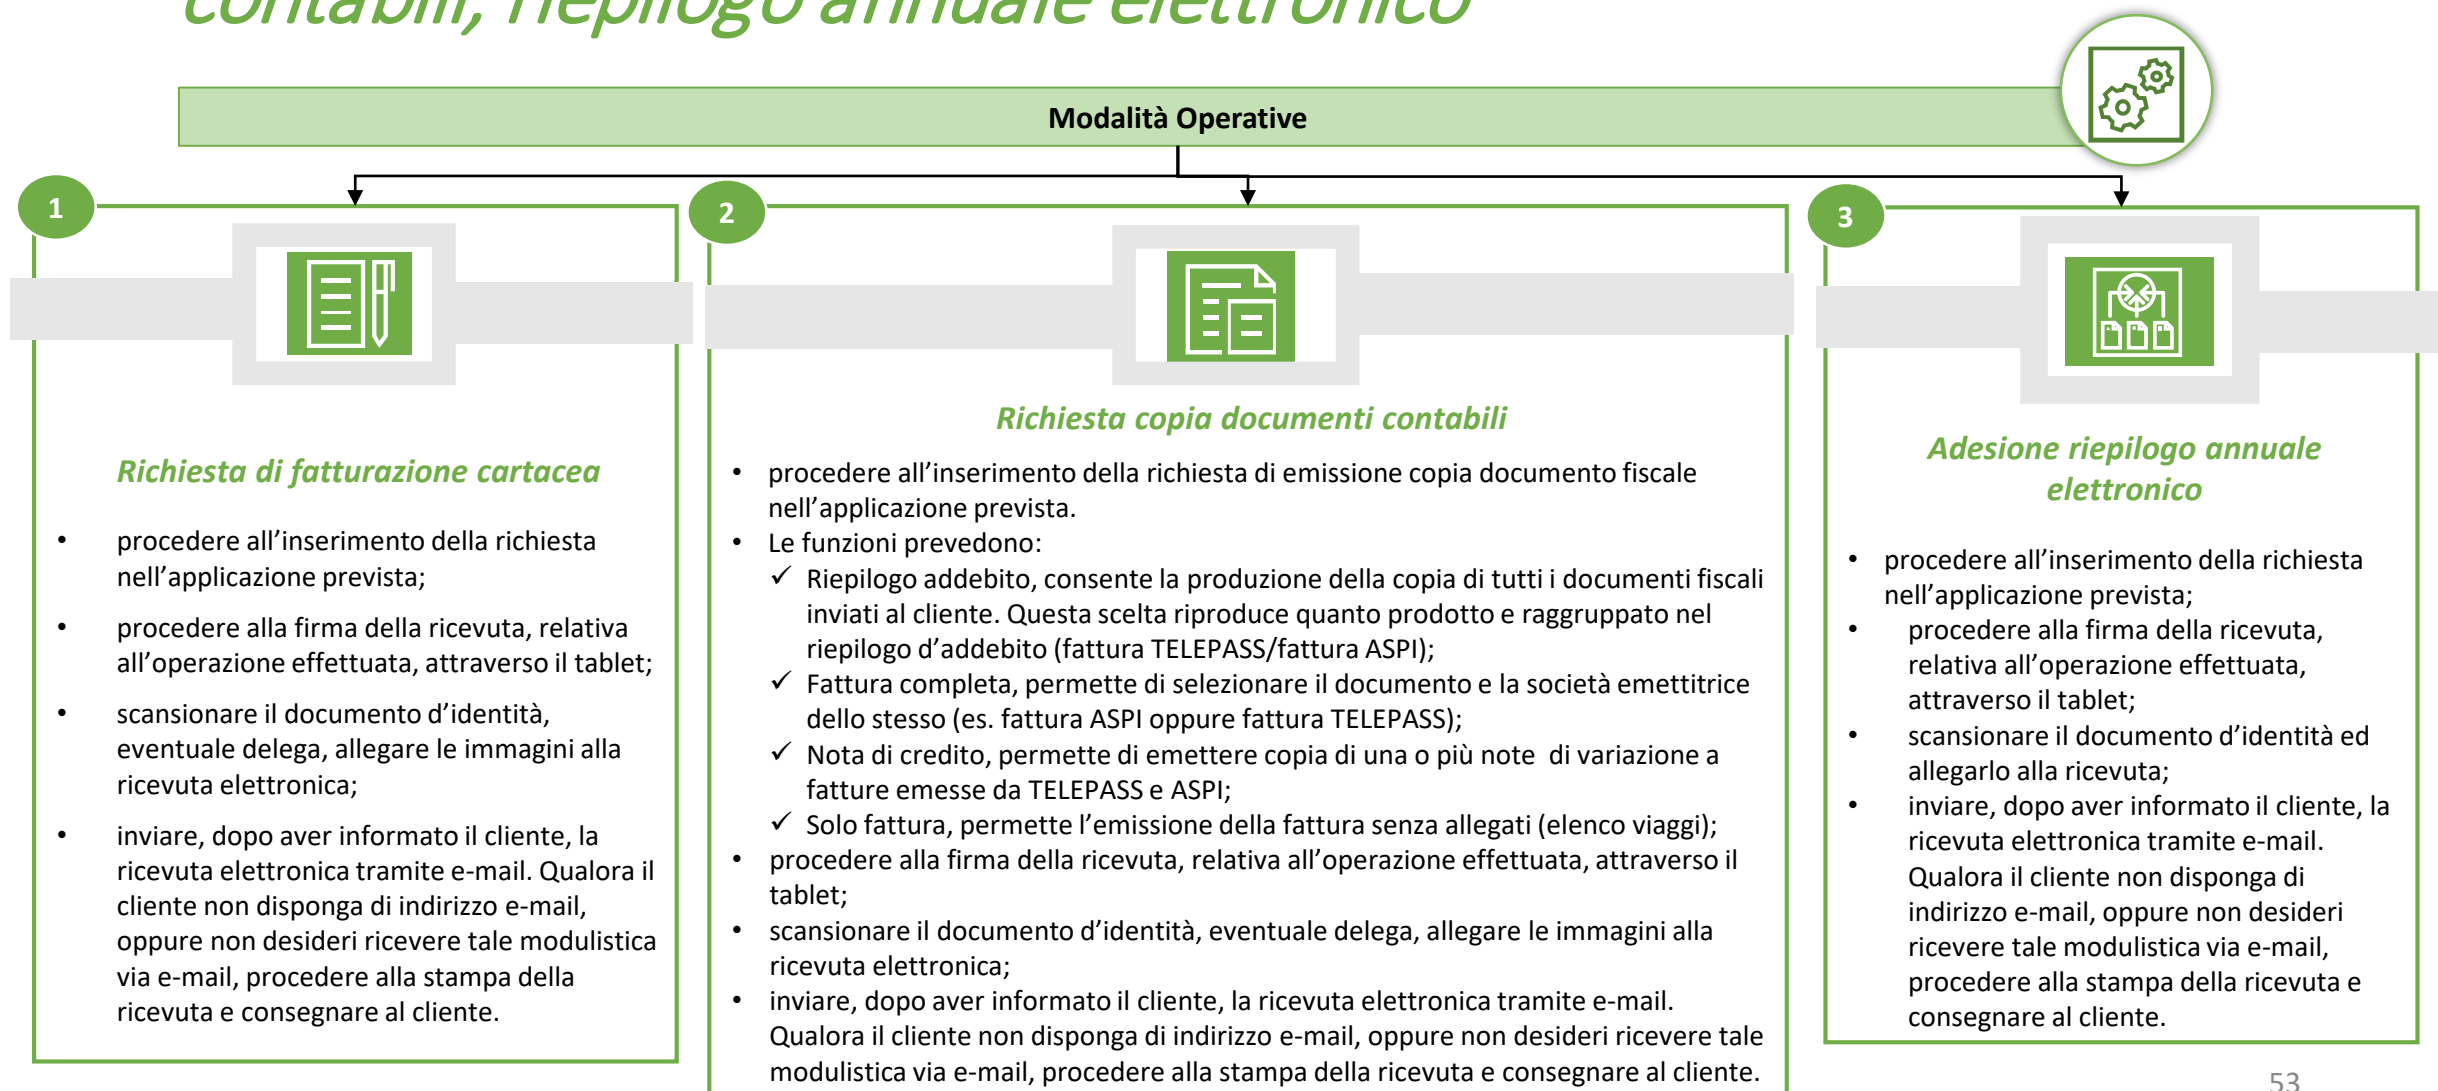 contabili, riepilogo annuale elettronico
Modalità Operative
1
Richiesta di fatturazione cartacea
• procedere all’inserimento della richiesta
nell’applicazione prevista;
• procedere alla firma della ricevuta, relativa
all’operazione effettuata, attraverso il tablet;
• scansionare il documento d’identità,
eventuale delega, allegare le immagini alla
ricevuta elettronica;
• inviare, dopo aver informato il cliente, la
ricevuta elettronica tramite e-mail. Qualora il
cliente non disponga di indirizzo e-mail,
oppure non desideri ricevere tale modulistica
via e-mail, procedere alla stampa della
ricevuta e consegnare al cliente.
2
Richiesta copia documenti contabili
• procedere all’inserimento della richiesta di emissione copia documento fiscale
nell’applicazione prevista.
• Le funzioni prevedono:
✓ Riepilogo addebito, consente la produzione della copia di tutti i documenti fiscali
inviati al cliente. Questa scelta riproduce quanto prodotto e raggruppato nel
riepilogo d’addebito (fattura TELEPASS/fattura ASPI);
✓ Fattura completa, permette di selezionare il documento e la società emettitrice
dello stesso (es. fattura ASPI oppure fattura TELEPASS);
✓ Nota di credito, permette di emettere copia di una o più note  di variazione a
fatture emesse da TELEPASS e ASPI;
✓ Solo fattura, permette l’emissione della fattura senza allegati (elenco viaggi);
• procedere alla firma della ricevuta, relativa all’operazione effettuata, attraverso il
tablet;
• scansionare il documento d’identità, eventuale delega, allegare le immagini alla
ricevuta elettronica;
• inviare, dopo aver informato il cliente, la ricevuta elettronica tramite e-mail.
Qualora il cliente non disponga di indirizzo e-mail, oppure non desideri ricevere tale
modulistica via e-mail, procedere alla stampa della ricevuta e consegnare al cliente.
3
Adesione riepilogo annuale
elettronico
• procedere all’inserimento della richiesta
nell’applicazione prevista;
• procedere alla firma della ricevuta,
relativa all’operazione effettuata,
attraverso il tablet;
• scansionare il documento d’identità ed
allegarlo alla ricevuta;
• inviare, dopo aver informato il cliente, la
ricevuta elettronica tramite e-mail.
Qualora il cliente non disponga di
indirizzo e-mail, oppure non desideri
ricevere tale modulistica via e-mail,
procedere alla stampa della ricevuta e
consegnare al cliente.
53